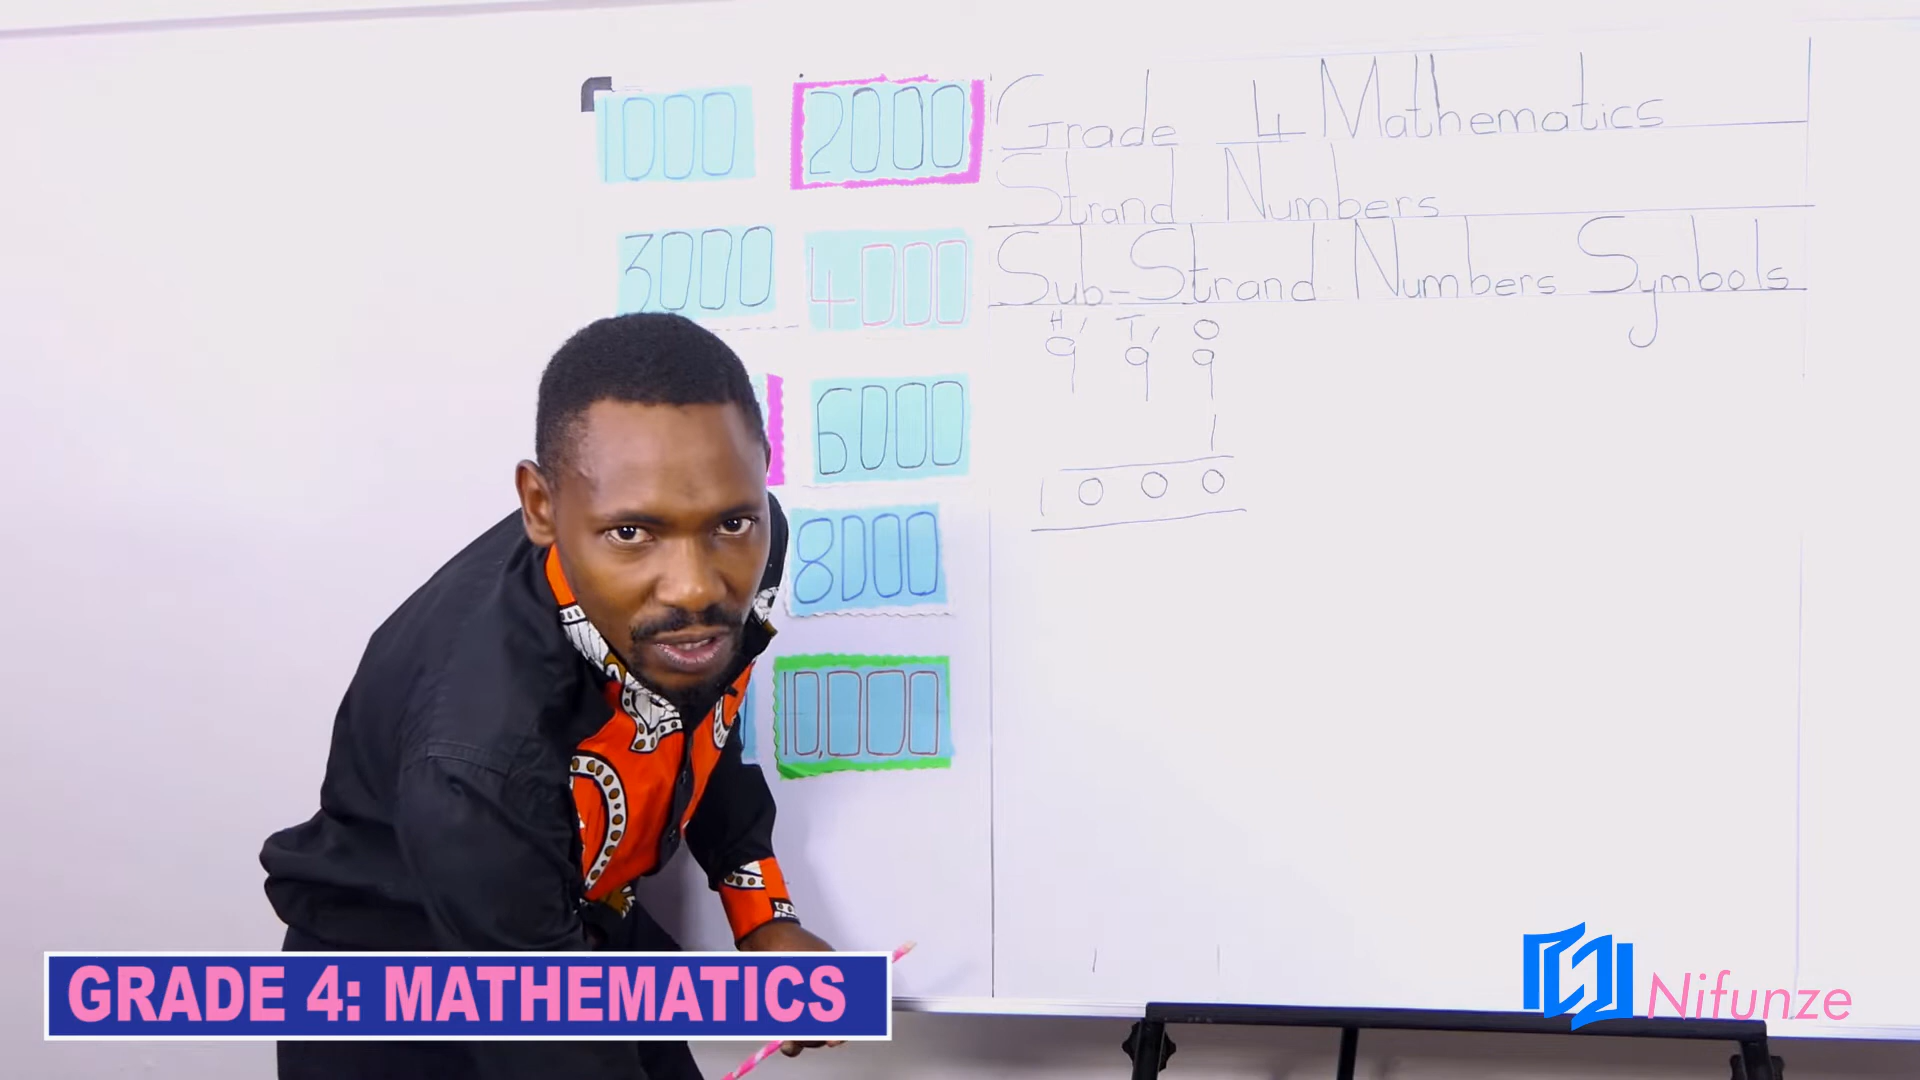 1000 2000
3000 4000
6000
8000
10,000
Grade 4 Mathematics
Strand: Numbers
Sub-Strand: Numbers Symbols
H, T, O
9 9 9
1
1 0 0 0
GRADE 4: MATHEMATICS
Nifunze